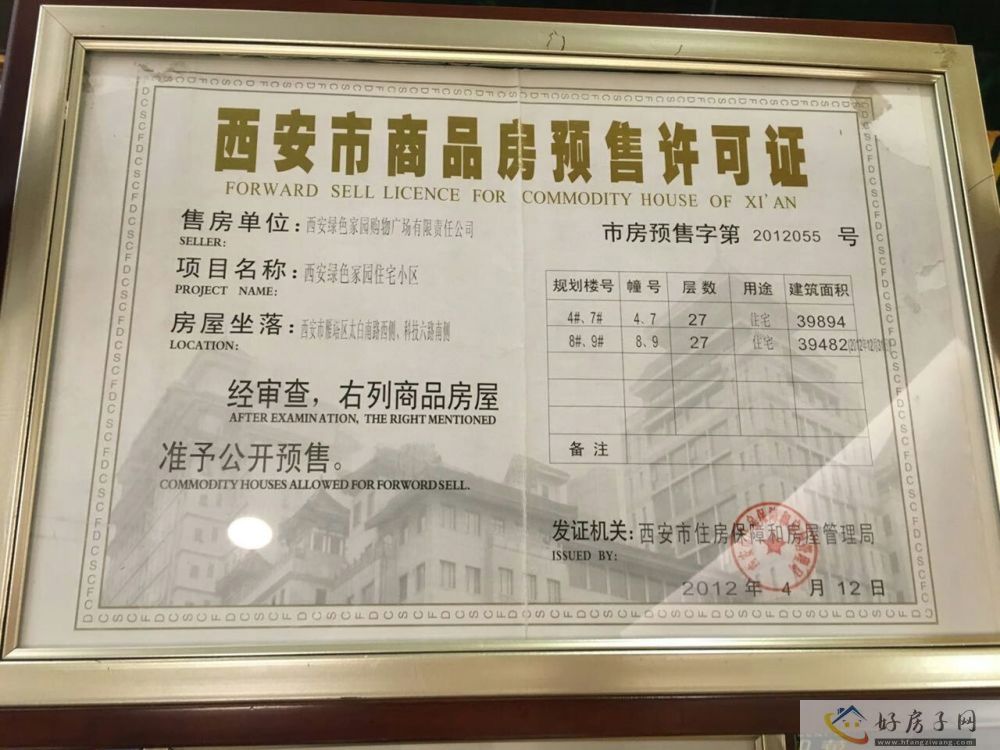 西安市商品房预售许可证
FORWARD SELL LICENCE FOR COMMODITY HOUSE OF XI'AN
售房单位:西安绿色家园购物广场有限责任公司
SELLER:
市房预售字第 2012055 号
项目名称:西安绿色家园住宅小区
PROJECT NAME:
房屋坐落:西安市雁塔区太白南路西侧、科技六路南侧
LOCATION:
规划楼号 幢号 层数 用途 建筑面积
4#、7# 4、7 27 住宅 39894
8#、9# 8、9 27 住宅 39482
备注
经审查，右列商品房屋
AFTER EXAMINATION, THE RIGHT MENTIONED
准予公开预售。
COMMODITY HOUSES ALLOWED FOR FORWORD SELL.
发证机关:西安市住房保障和房屋管理局
ISSUED BY:
2012 年 4 月 12 日
好房子网
www.hfangziwang.com